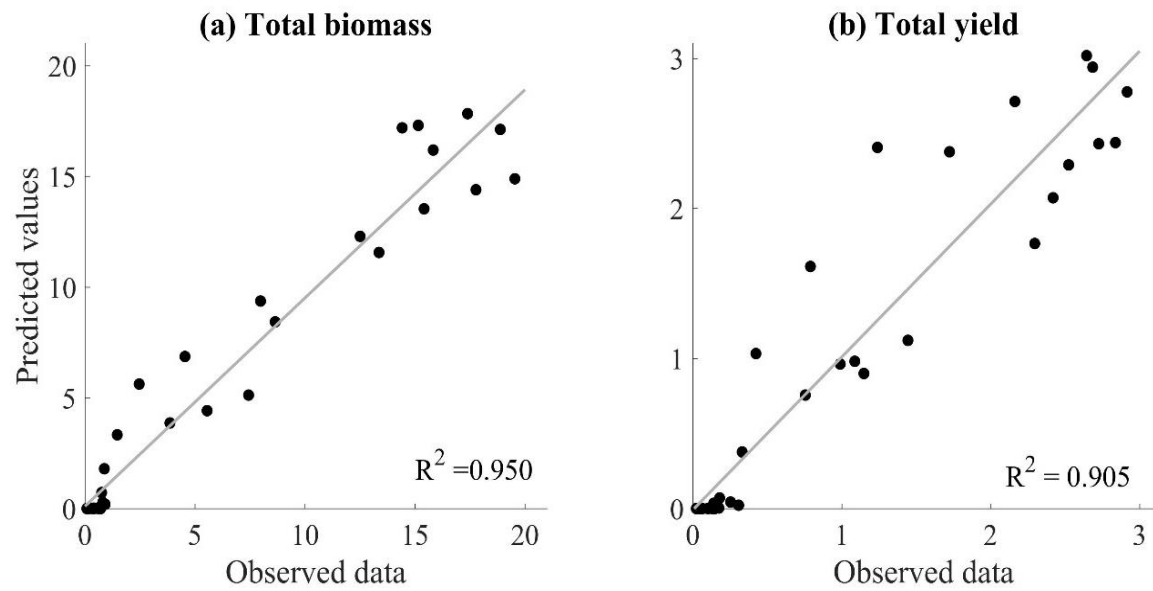 (a) Total biomass
Predicted values
20
15
10
5
0
0 5 10 15 20
Observed data
R² =0.950
(b) Total yield
3
2
1
0
0 1 2 3
Observed data
R² =0.905